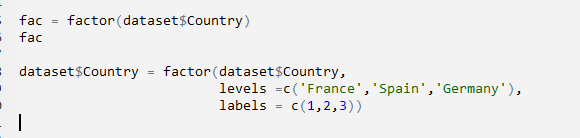 fac = factor(dataset$Country)
fac
dataset$Country = factor(dataset$Country,
levels =c('France','Spain','Germany'),
labels = c(1,2,3))